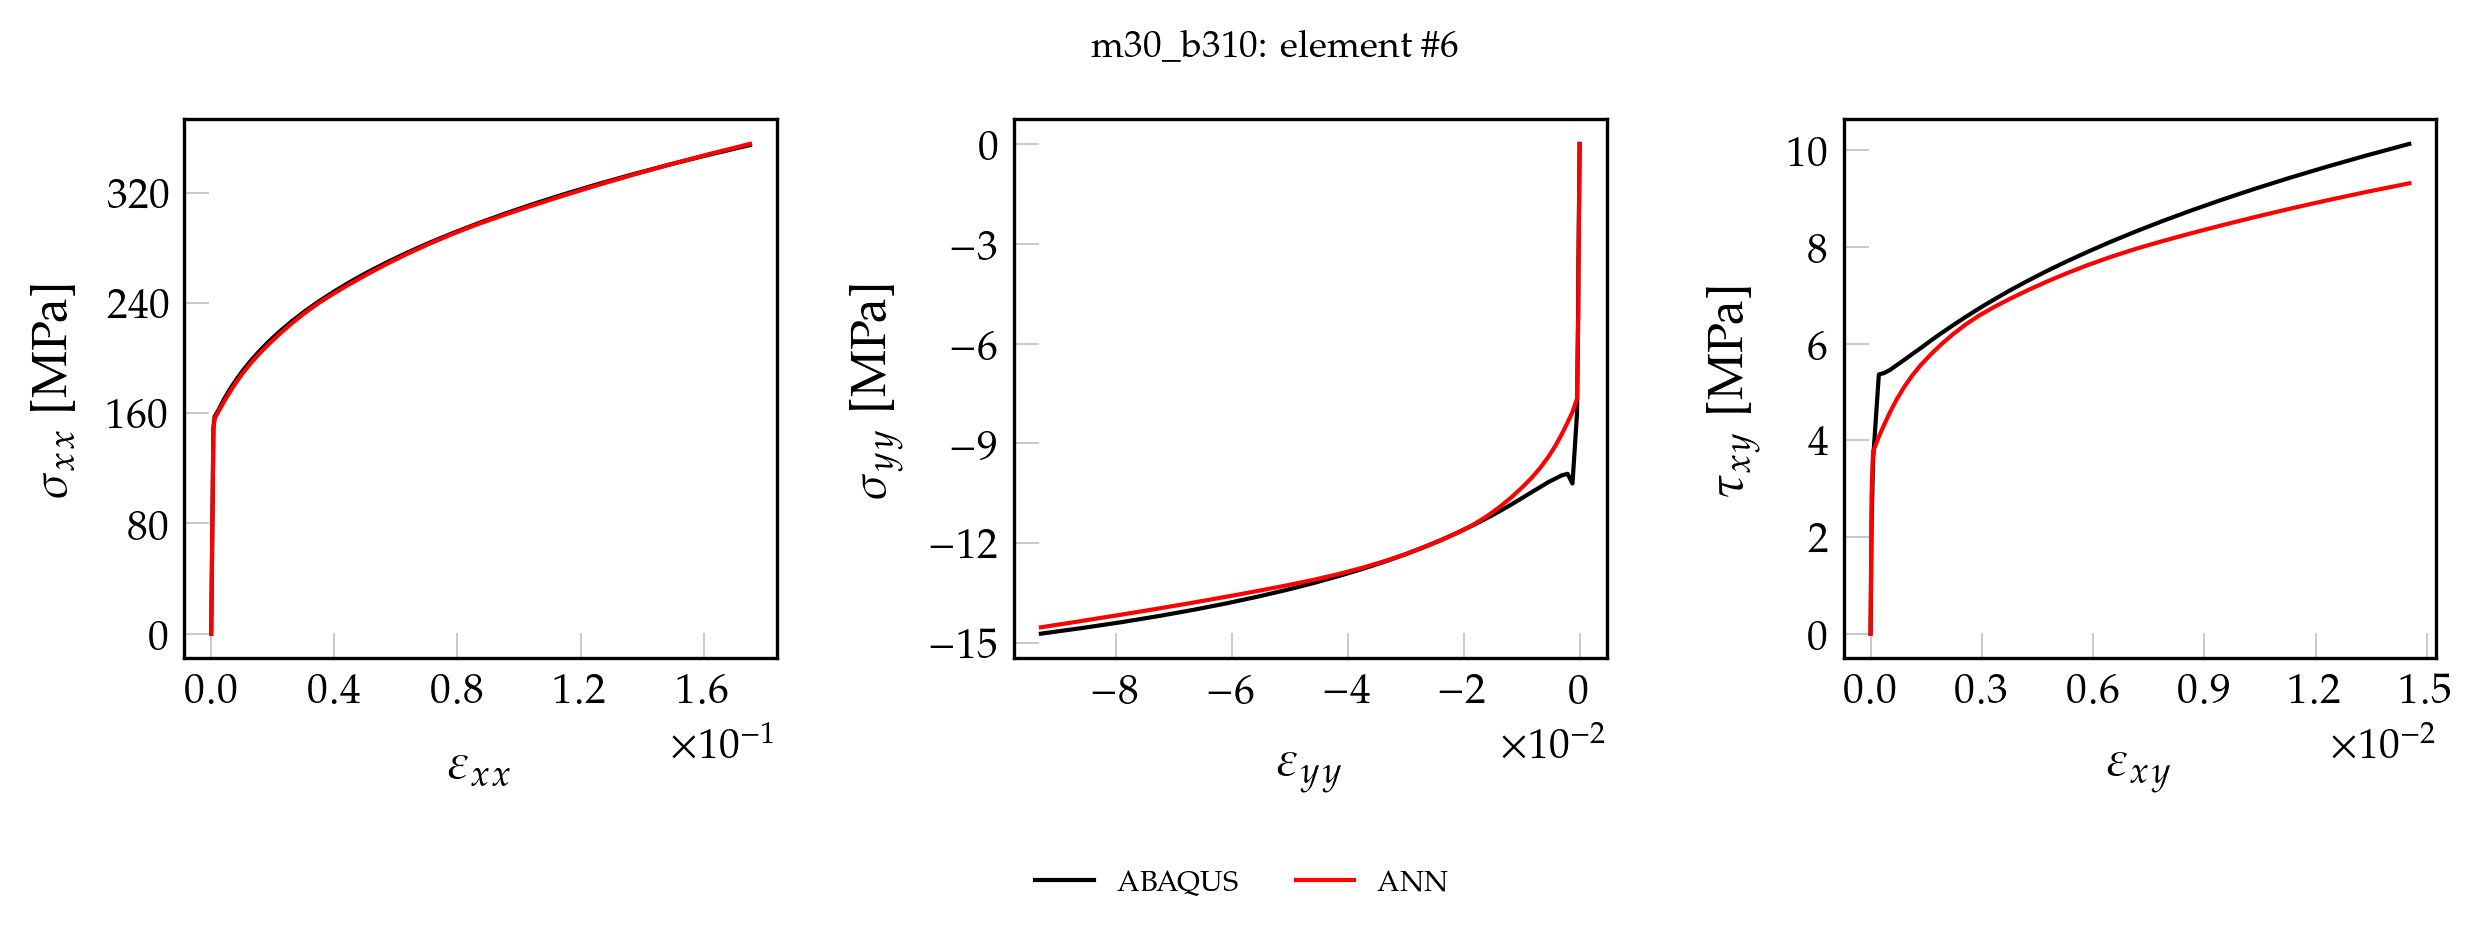 m30_b310: element #6
σxx [MPa]
320
240
160
80
0
0.0 0.4 0.8 1.2 1.6
×10⁻¹
εxx
σyy [MPa]
0
−3
−6
−9
−12
−15
−8 −6 −4 −2 0
×10⁻²
εyy
τxy [MPa]
10
8
6
4
2
0
0.0 0.3 0.6 0.9 1.2 1.5
×10⁻²
εxy
ABAQUS ANN